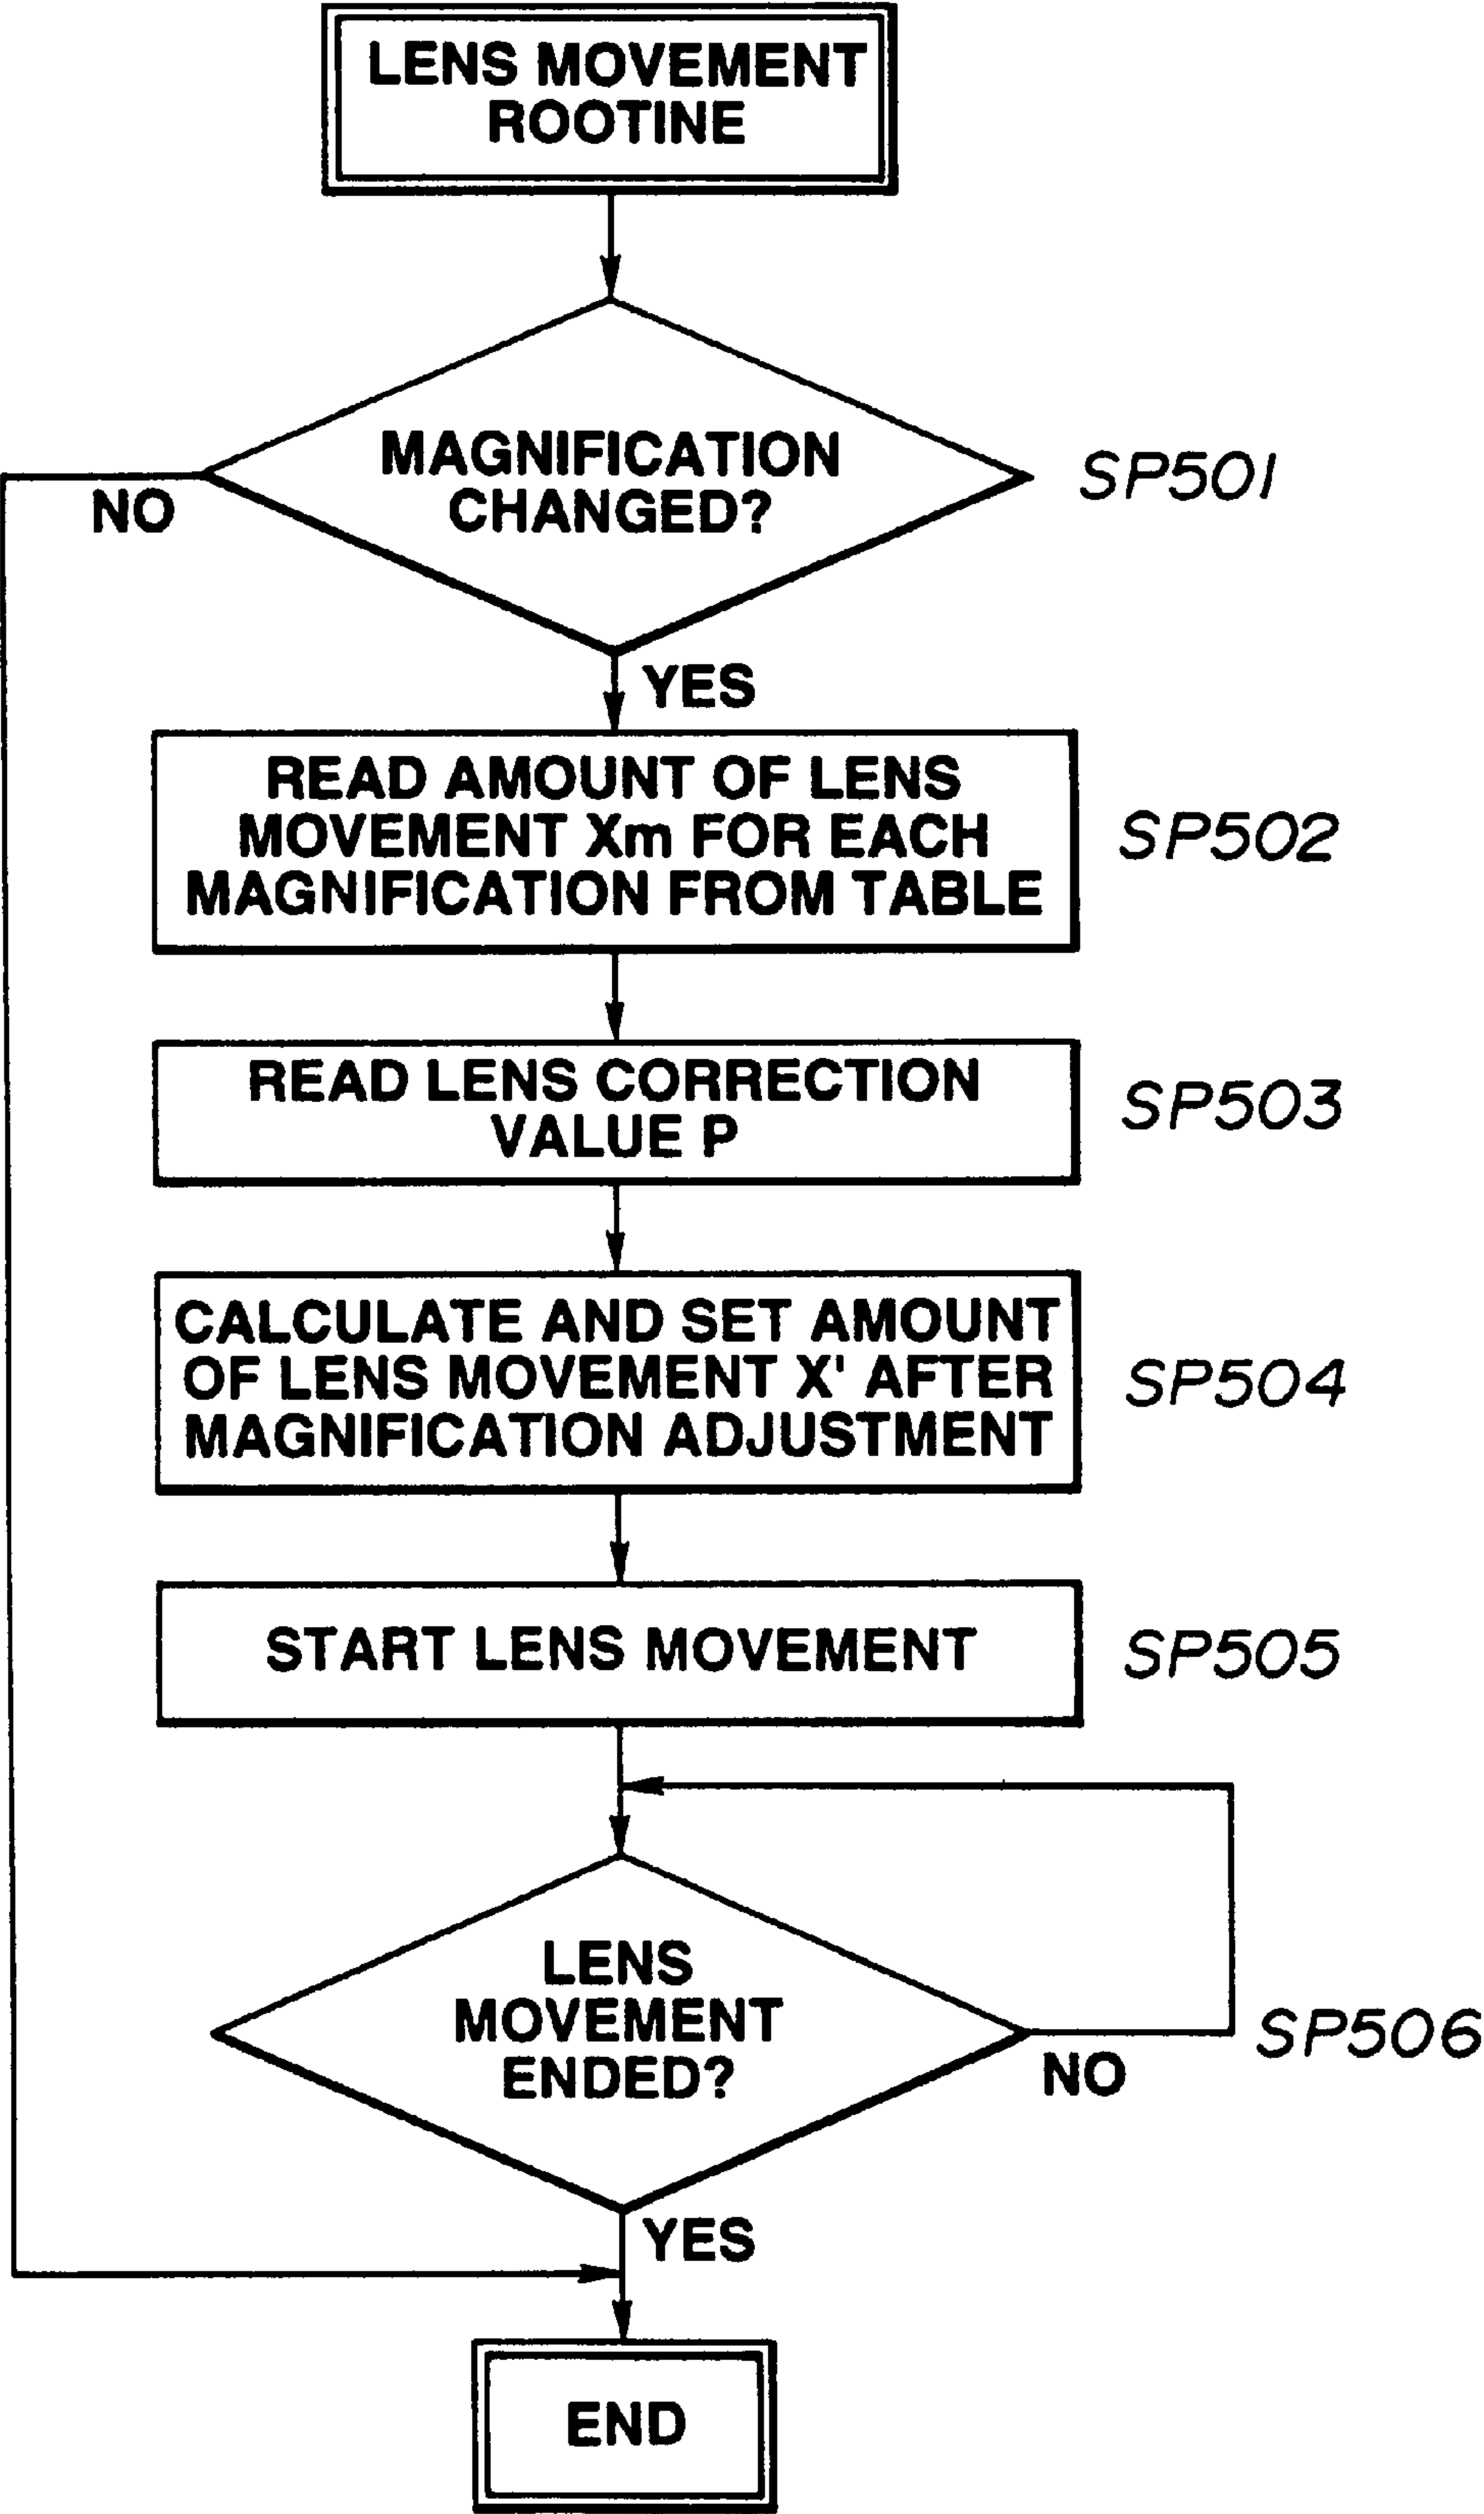 LENS MOVEMENT
ROOTINE
MAGNIFICATION
CHANGED?
SP501
NO
YES
READ AMOUNT OF LENS
MOVEMENT Xm FOR EACH
MAGNIFICATION FROM TABLE
SP502
READ LENS CORRECTION
VALUE P
SP503
CALCULATE AND SET AMOUNT
OF LENS MOVEMENT X' AFTER
MAGNIFICATION ADJUSTMENT
SP504
START LENS MOVEMENT
SP505
LENS
MOVEMENT
ENDED?
SP506
NO
YES
END